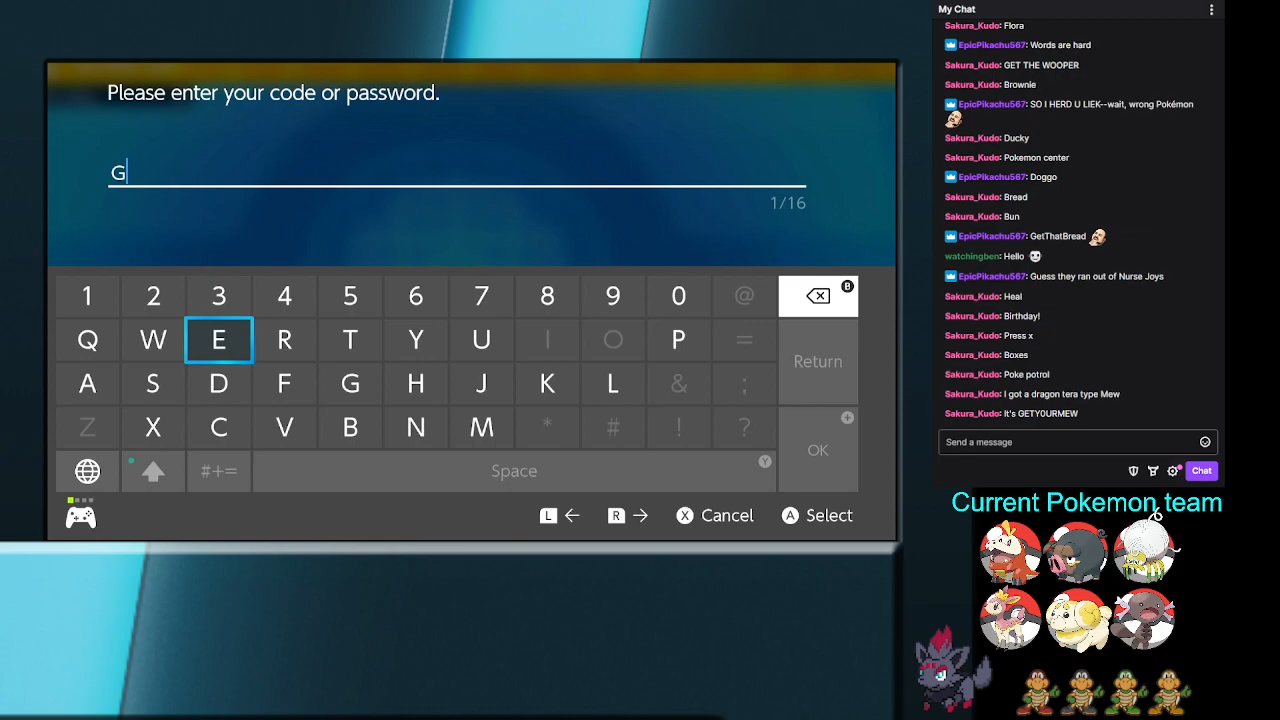 Please enter your code or password.
G
1/16
1 2 3 4 5 6 7 8 9 0 @ B
Q W E R T Y U I O P = Return
A S D F G H J K L & ;
Z X C V B N M * # ! ? + OK
#+= Space Y
L ← R → X Cancel A Select
My Chat
Sakura_Kudo: Flora
EpicPikachu567: Words are hard
Sakura_Kudo: GET THE WOOPER
Sakura_Kudo: Brownie
EpicPikachu567: SO I HERD U LIEK--wait, wrong Pokémon
Sakura_Kudo: Ducky
Sakura_Kudo: Pokemon center
EpicPikachu567: Doggo
Sakura_Kudo: Bread
Sakura_Kudo: Bun
EpicPikachu567: GetThatBread
watchingben: Hello
EpicPikachu567: Guess they ran out of Nurse Joys
Sakura_Kudo: Heal
Sakura_Kudo: Birthday!
Sakura_Kudo: Press x
Sakura_Kudo: Boxes
Sakura_Kudo: Poke potrol
Sakura_Kudo: I got a dragon tera type Mew
Sakura_Kudo: It's GETY0URMEW
Send a message
Chat
Current Pokemon team